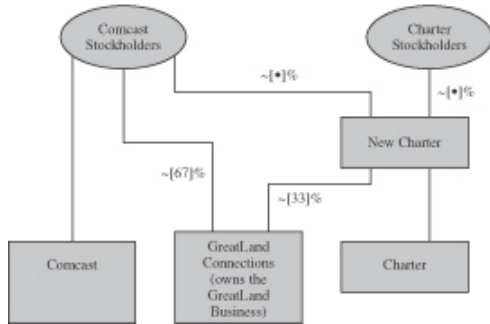 Comcast
Stockholders
Charter
Stockholders
~[•]%
~[•]%
New Charter
~[67]%
~[33]%
Comcast
GreatLand
Connections
(owns the
GreatLand
Business)
Charter